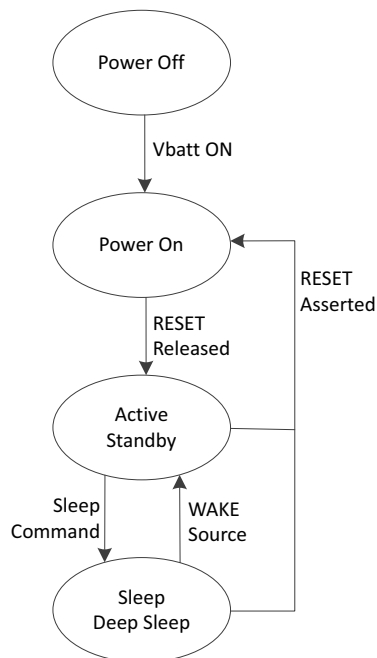 Power Off
Vbatt ON
Power On
RESET
Asserted
RESET
Released
Active
Standby
Sleep
Command
WAKE
Source
Sleep
Deep Sleep